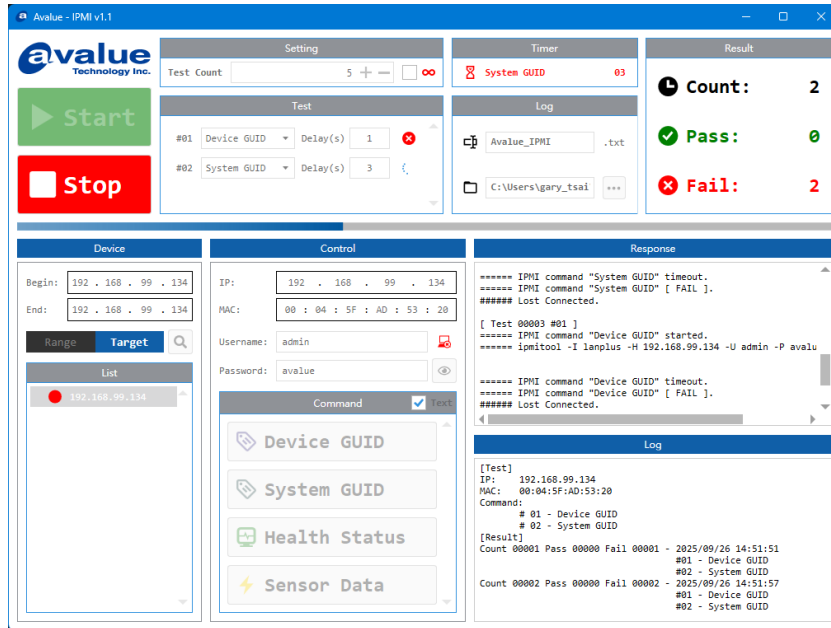 Avalue - IPMI v1.1
avalue
Technology Inc.
Start
Stop
Setting
Test Count 5
Test
#01 Device GUID Delay(s) 1
#02 System GUID Delay(s) 3
Timer
System GUID 03
Log
Avalue_IPMI .txt
C:\Users\gary_tsai ...
Result
Count: 2
Pass: 0
Fail: 2
Device
Begin: 192 . 168 . 99 . 134
End: 192 . 168 . 99 . 134
Range Target
List
192.168.99.134
Control
IP: 192 . 168 . 99 . 134
MAC: 00 : 04 : 5F : AD : 53 : 20
Username: admin
Password: avalue
Command Text
Device GUID
System GUID
Health Status
Sensor Data
Response
====== IPMI command "System GUID" timeout.
====== IPMI command "System GUID" [ FAIL ].
###### Lost Connected.
[ Test 00003 #01 ]
====== IPMI command "Device GUID" started.
====== ipmitool -I lanplus -H 192.168.99.134 -U admin -P avalu
====== IPMI command "Device GUID" timeout.
====== IPMI command "Device GUID" [ FAIL ].
###### Lost Connected.
Log
[Test]
IP: 192.168.99.134
MAC: 00:04:5F:AD:53:20
Command:
# 01 - Device GUID
# 02 - System GUID
[Result]
Count 00001 Pass 00000 Fail 00001 - 2025/09/26 14:51:51
#01 - Device GUID
#02 - System GUID
Count 00002 Pass 00000 Fail 00002 - 2025/09/26 14:51:57
#01 - Device GUID
#02 - System GUID